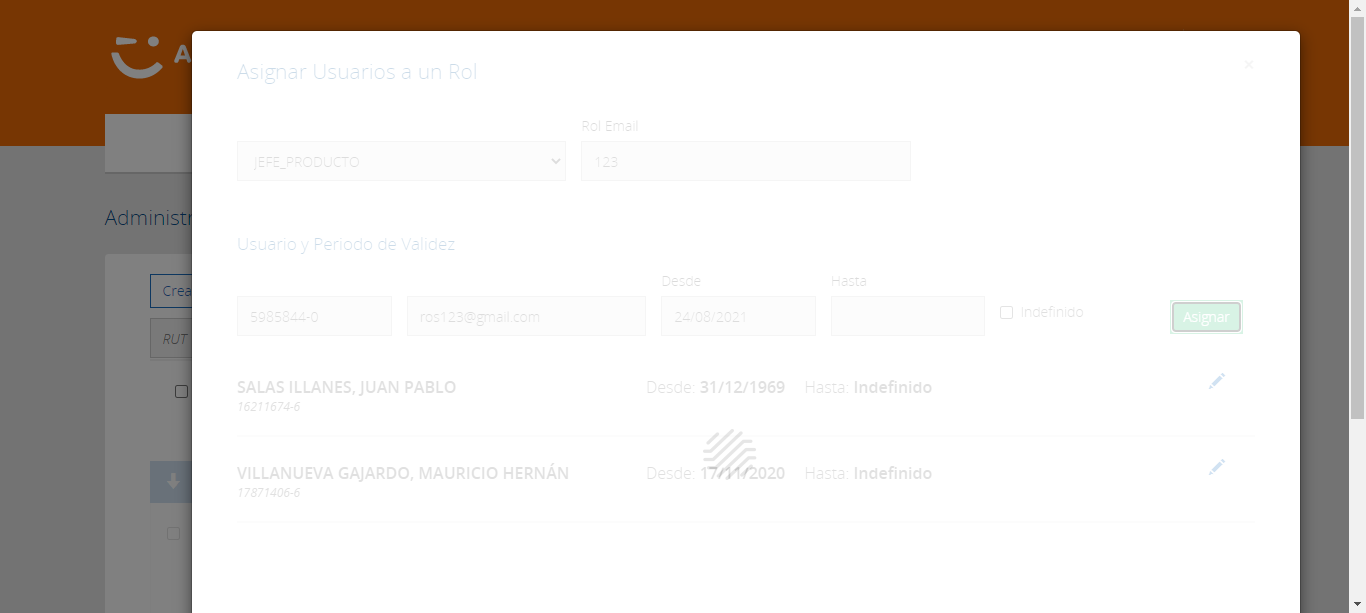 A
Asignar Usuarios a un Rol
×
Rol Email
JEFE_PRODUCTO
123
Administr
Usuario y Periodo de Validez
Crea
Desde
Hasta
5985844-0
ros123@gmail.com
24/08/2021
Indefinido
Asignar
RUT
SALAS ILLANES, JUAN PABLO
Desde: 31/12/1969
Hasta: Indefinido
16211674-6
VILLANUEVA GAJARDO, MAURICIO HERNÁN
Desde: 17/11/2020
Hasta: Indefinido
17871406-6